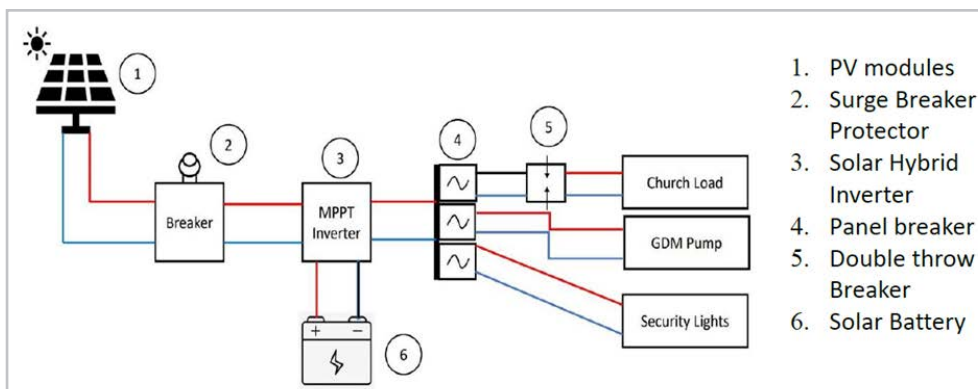 1
2
3
4
5
6
Breaker
MPPT
Inverter
+ −
Church Load
GDM Pump
Security Lights
1. PV modules
2. Surge Breaker
Protector
3. Solar Hybrid
Inverter
4. Panel breaker
5. Double throw
Breaker
6. Solar Battery